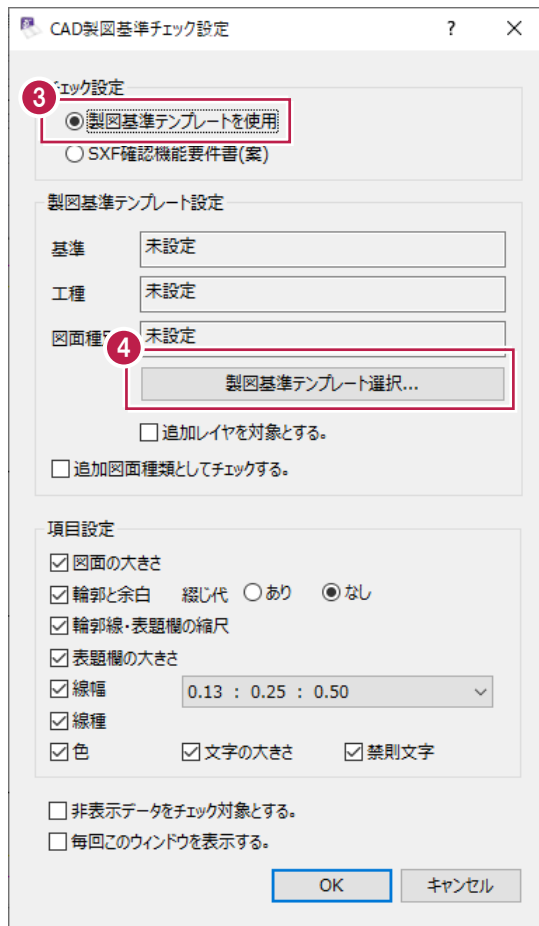 CAD製図基準チェック設定 ?
3
チェック設定
製図基準テンプレートを使用
SXF確認機能要件書(案)
製図基準テンプレート設定
基準 未設定
工種 未設定
図面種 未設定
4
製図基準テンプレート選択...
追加レイヤを対象とする。
追加図面種類としてチェックする。
項目設定
図面の大きさ
輪郭と余白 綴じ代 あり なし
輪郭線・表題欄の縮尺
表題欄の大きさ
線幅 0.13 : 0.25 : 0.50
線種
色 文字の大きさ 禁則文字
非表示データをチェック対象とする。
毎回このウィンドウを表示する。
OK キャンセル